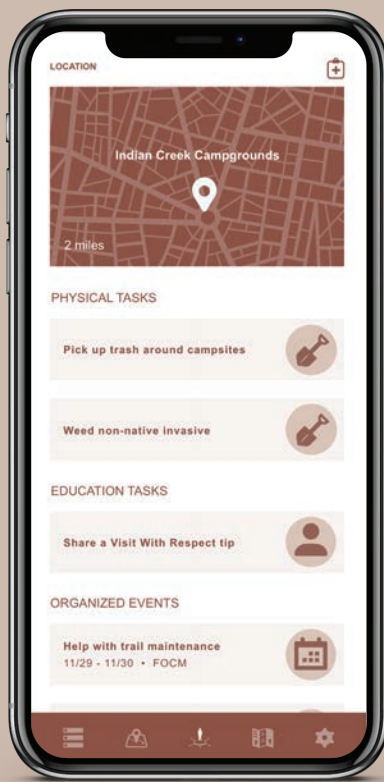 LOCATION
Indian Creek Campgrounds
2 miles
PHYSICAL TASKS
Pick up trash around campsites
Weed non-native invasive
EDUCATION TASKS
Share a Visit With Respect tip
ORGANIZED EVENTS
Help with trail maintenance
11/29 - 11/30 • FOCM